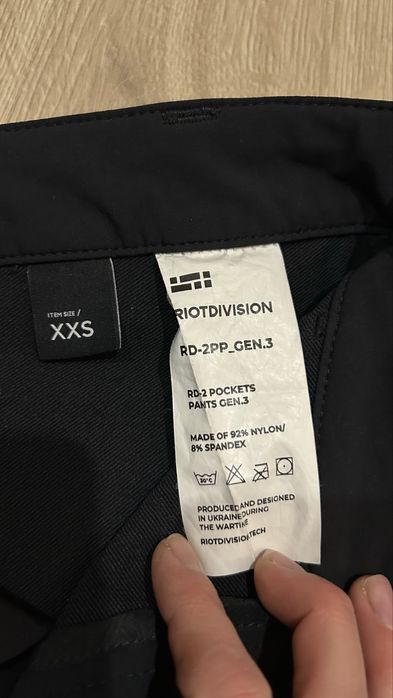 ITEM SIZE /
XXS
RIOTDIVISION
RD-2PP_GEN.3
RD-2 POCKETS
PANTS GEN.3
MADE OF 92% NYLON/
8% SPANDEX
30°C
PRODUCED AND DESIGNED
IN UKRAINE DURING
THE WARTIME
RIOTDIVISION.TECH